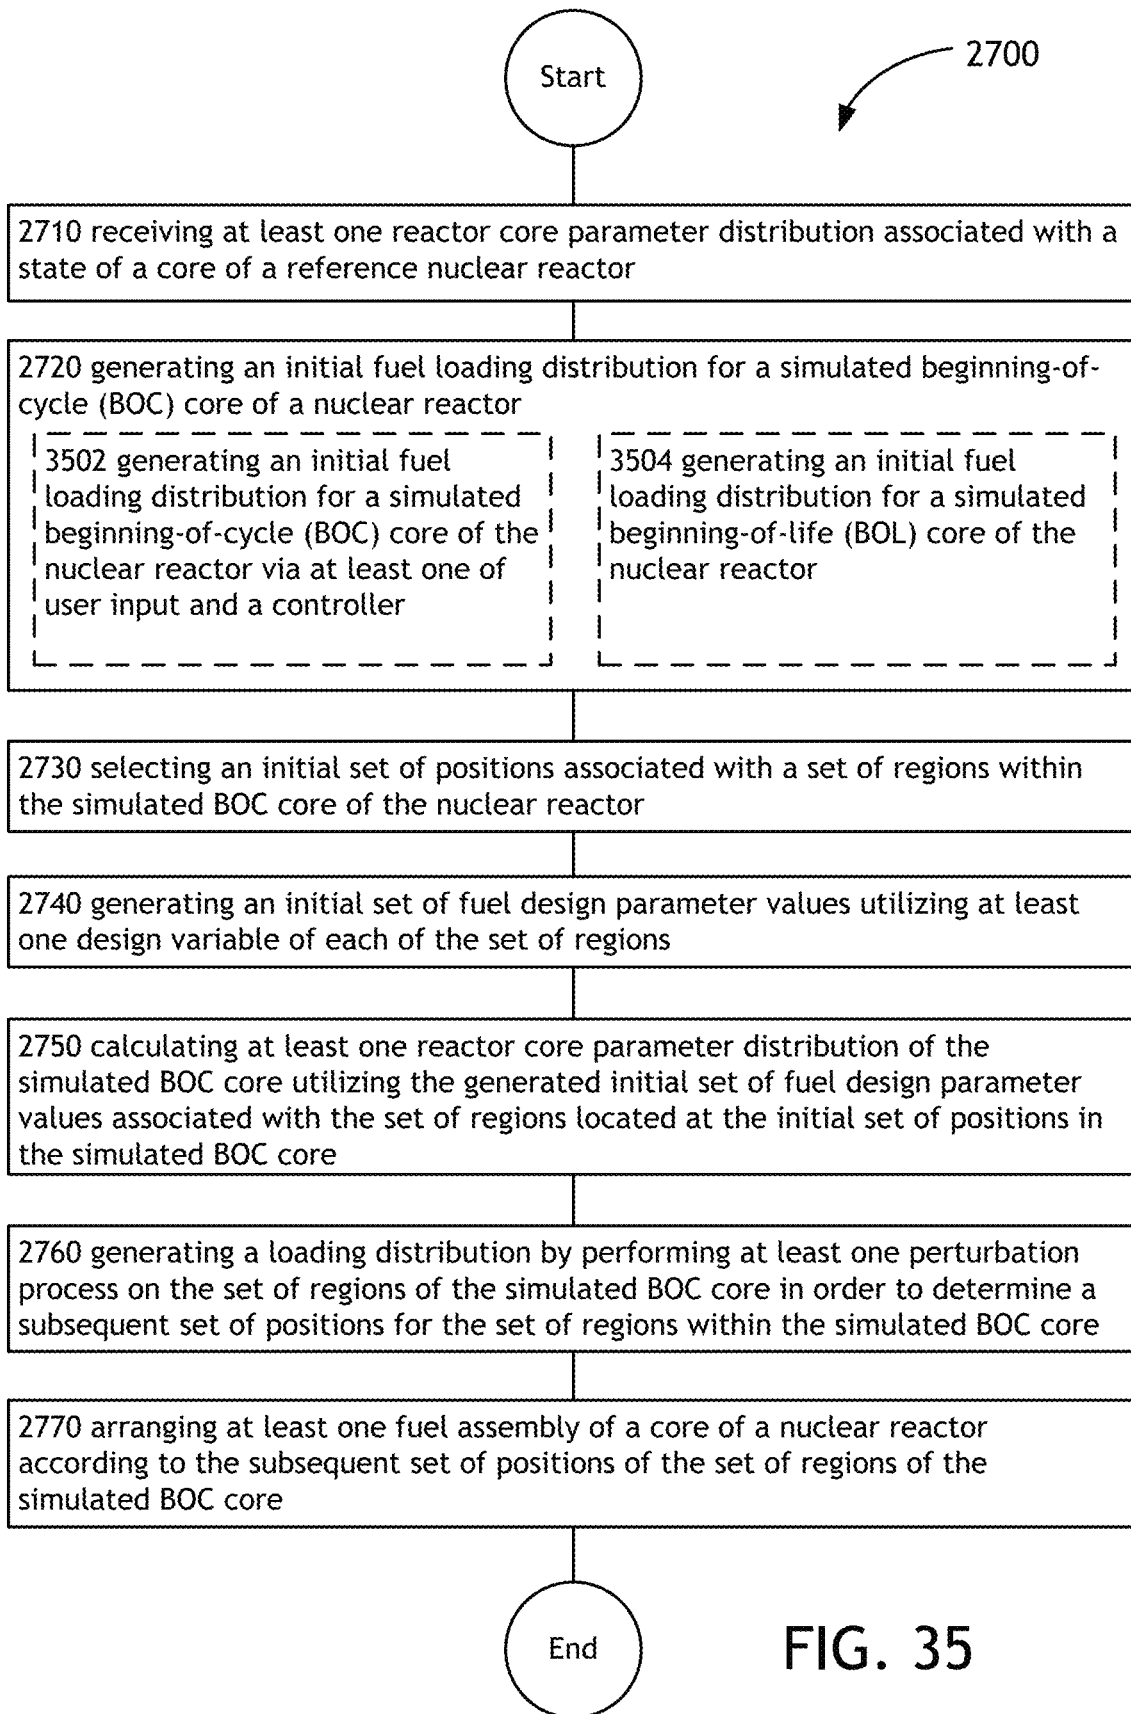 Start
2700
2710 receiving at least one reactor core parameter distribution associated with a
state of a core of a reference nuclear reactor
2720 generating an initial fuel loading distribution for a simulated beginning-of-
cycle (BOC) core of a nuclear reactor
3502 generating an initial fuel
loading distribution for a simulated
beginning-of-cycle (BOC) core of the
nuclear reactor via at least one of
user input and a controller
3504 generating an initial fuel
loading distribution for a simulated
beginning-of-life (BOL) core of the
nuclear reactor
2730 selecting an initial set of positions associated with a set of regions within
the simulated BOC core of the nuclear reactor
2740 generating an initial set of fuel design parameter values utilizing at least
one design variable of each of the set of regions
2750 calculating at least one reactor core parameter distribution of the
simulated BOC core utilizing the generated initial set of fuel design parameter
values associated with the set of regions located at the initial set of positions in
the simulated BOC core
2760 generating a loading distribution by performing at least one perturbation
process on the set of regions of the simulated BOC core in order to determine a
subsequent set of positions for the set of regions within the simulated BOC core
2770 arranging at least one fuel assembly of a core of a nuclear reactor
according to the subsequent set of positions of the set of regions of the
simulated BOC core
End
FIG. 35